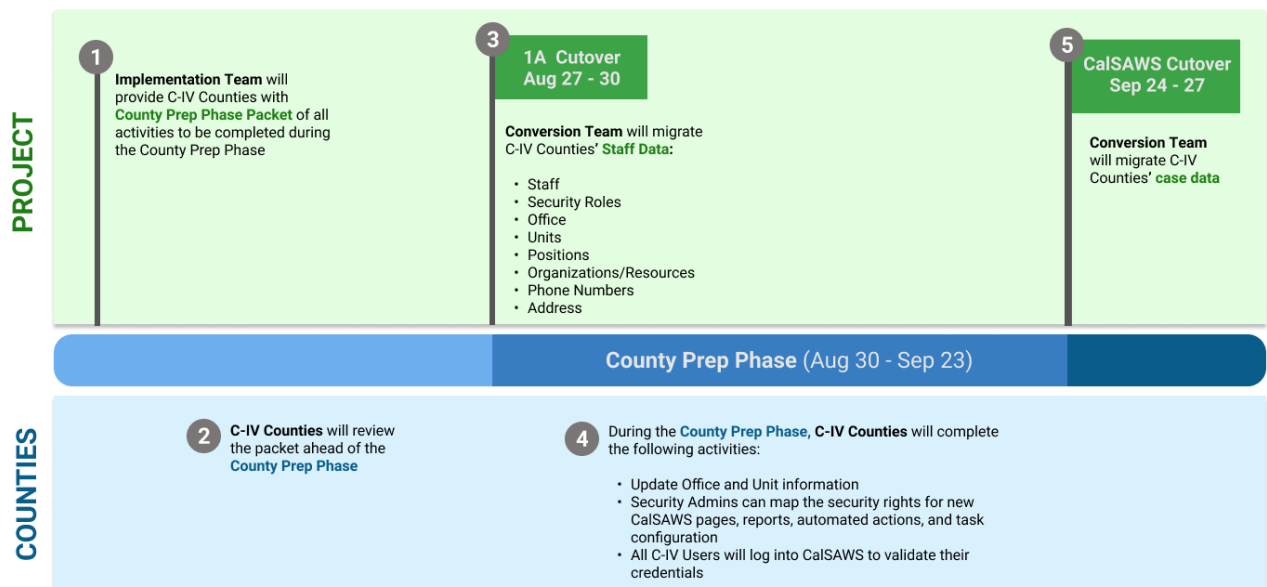 PROJECT
1
Implementation Team will
provide C-IV Counties with
County Prep Phase Packet of all
activities to be completed during
the County Prep Phase
3
1A Cutover
Aug 27 - 30
Conversion Team will migrate
C-IV Counties' Staff Data:
• Staff
• Security Roles
• Office
• Units
• Positions
• Organizations/Resources
• Phone Numbers
• Address
5
CalSAWS Cutover
Sep 24 - 27
Conversion Team
will migrate C-IV
Counties' case data
County Prep Phase (Aug 30 - Sep 23)
COUNTIES
2
C-IV Counties will review
the packet ahead of the
County Prep Phase
4
During the County Prep Phase, C-IV Counties will complete
the following activities:
• Update Office and Unit information
• Security Admins can map the security rights for new
CalSAWS pages, reports, automated actions, and task
configuration
• All C-IV Users will log into CalSAWS to validate their
credentials